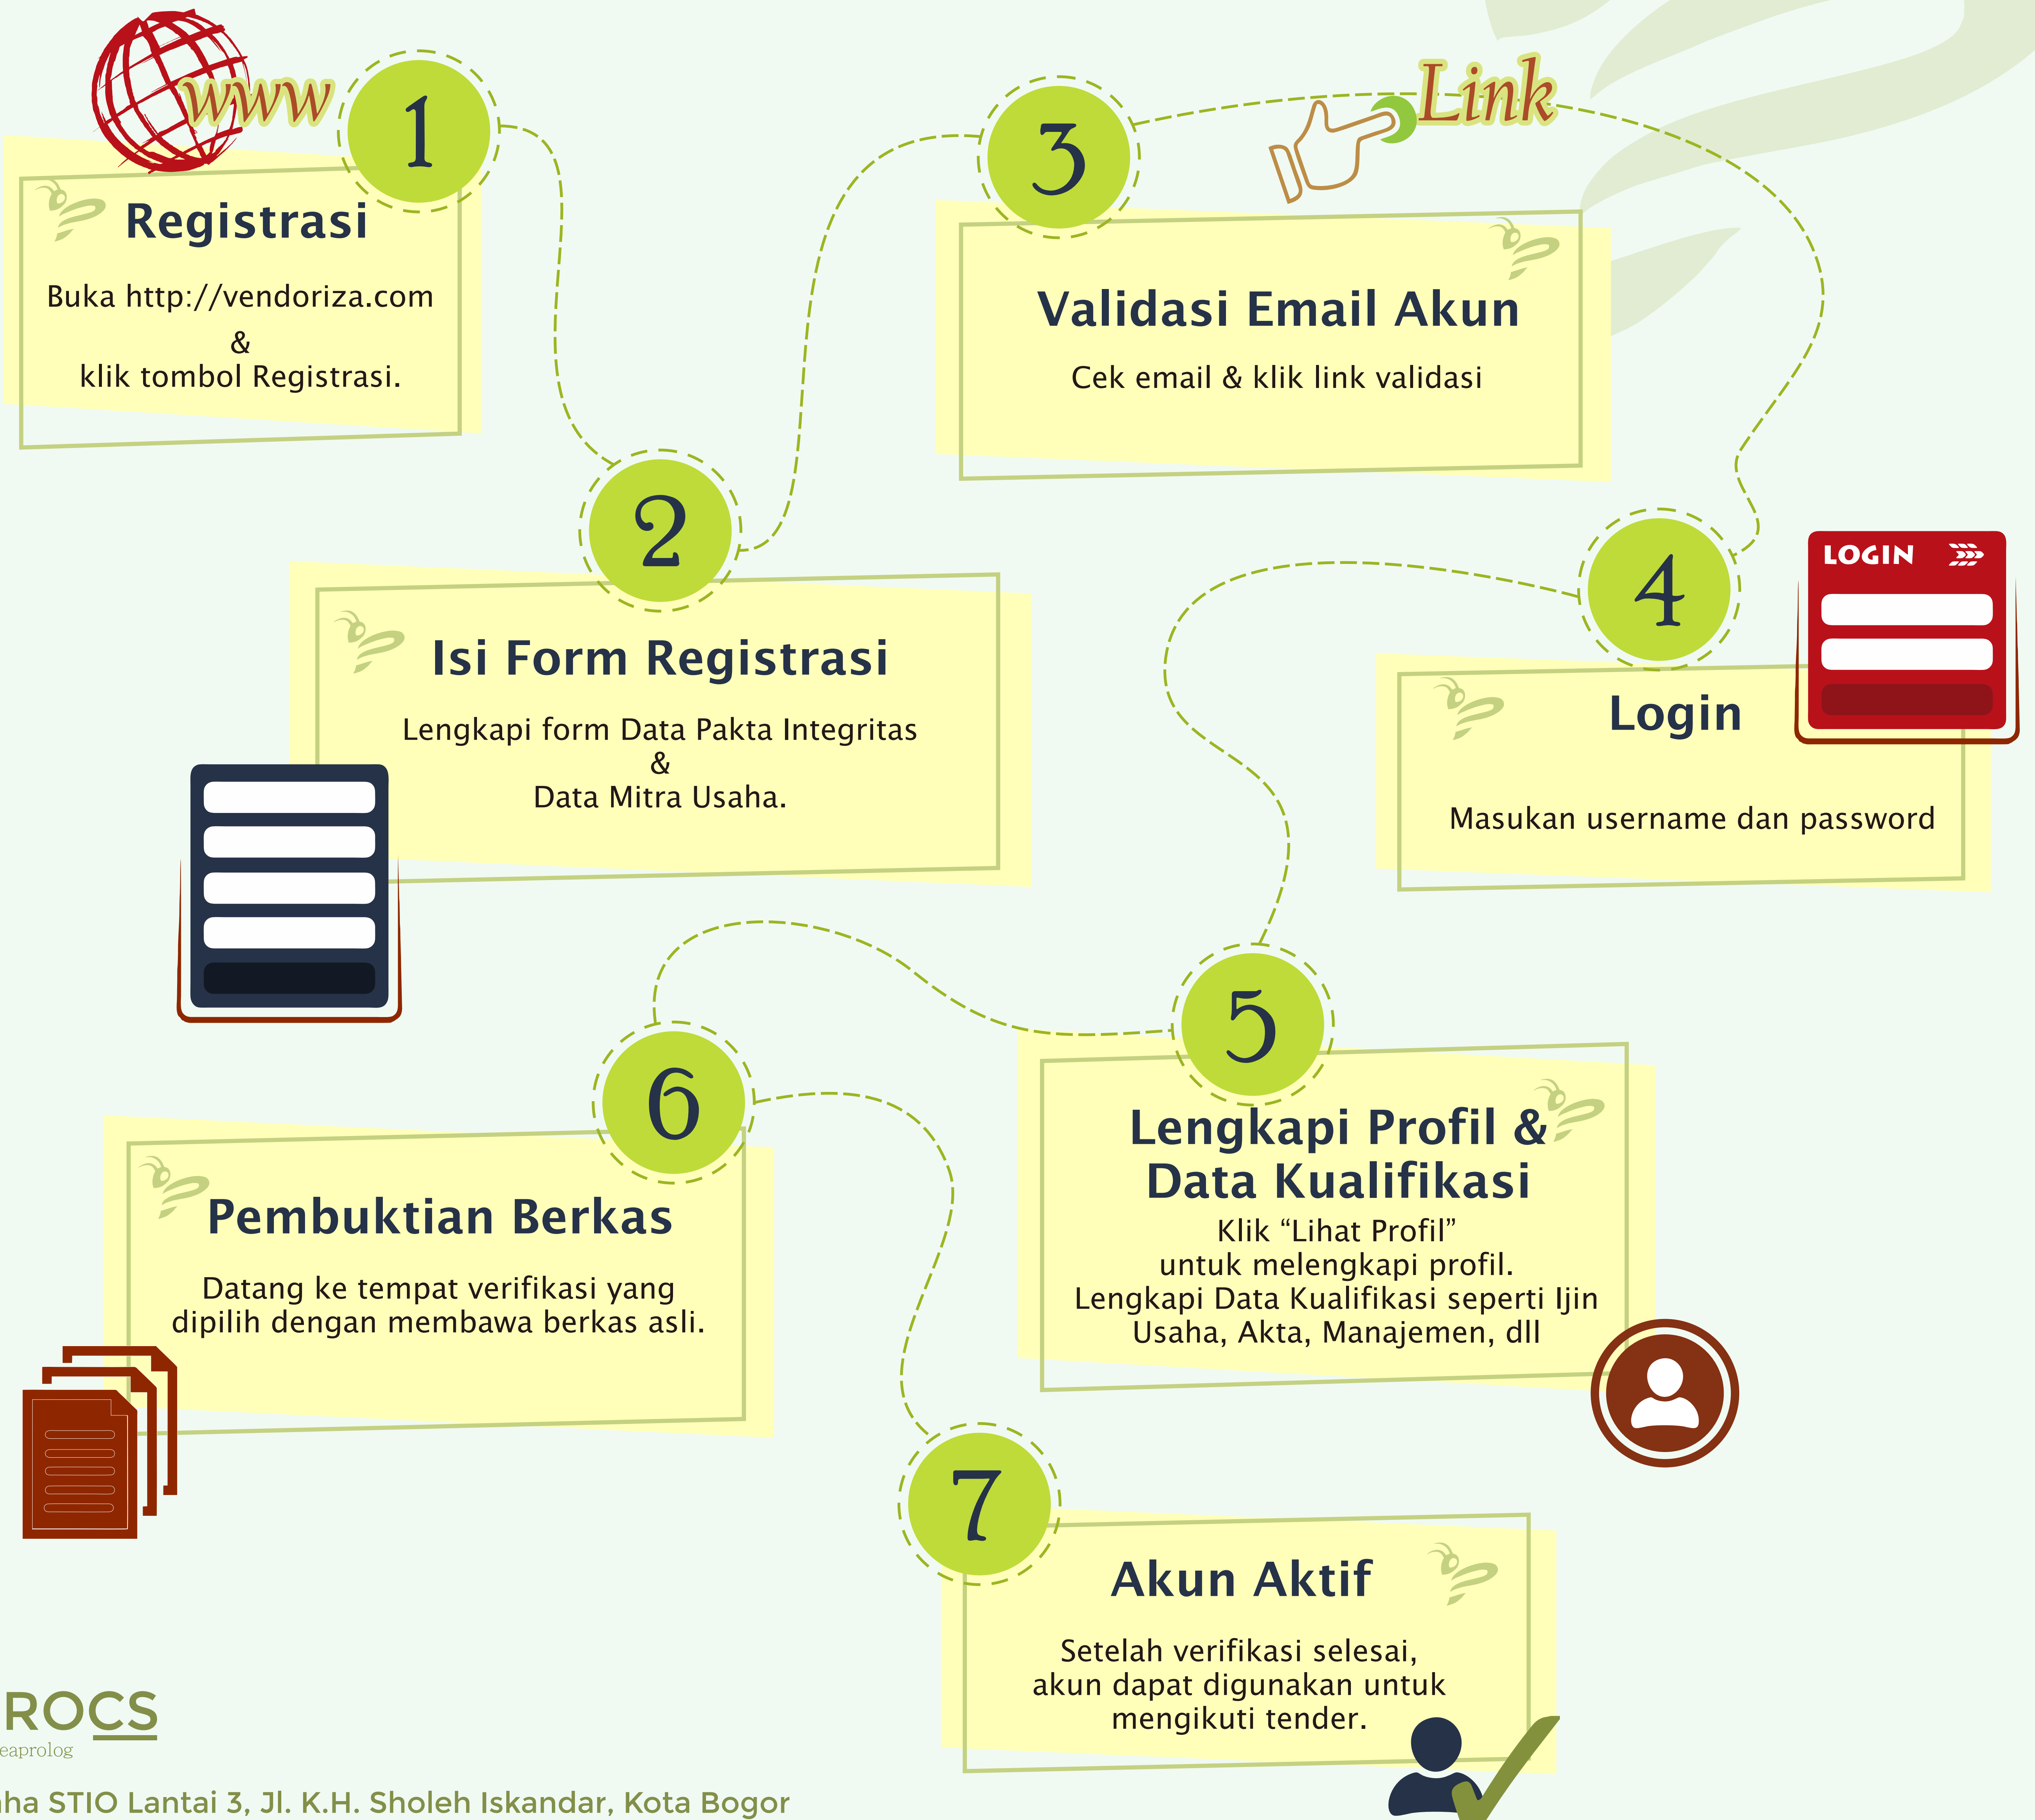 www
1
Registrasi
Buka http://vendoriza.com
&
klik tombol Registrasi.
2
Isi Form Registrasi
Lengkapi form Data Pakta Integritas
&
Data Mitra Usaha.
3
Link
Validasi Email Akun
Cek email & klik link validasi
4
LOGIN
Login
Masukan username dan password
5
Lengkapi Profil &
Data Kualifikasi
Klik “Lihat Profil”
untuk melengkapi profil.
Lengkapi Data Kualifikasi seperti Ijin
Usaha, Akta, Manajemen, dll
6
Pembuktian Berkas
Datang ke tempat verifikasi yang
dipilih dengan membawa berkas asli.
7
Akun Aktif
Setelah verifikasi selesai,
akun dapat digunakan untuk
mengikuti tender.
ROCS
eaprolog
STIO Lantai 3, Jl. K.H. Sholeh Iskandar, Kota Bogor